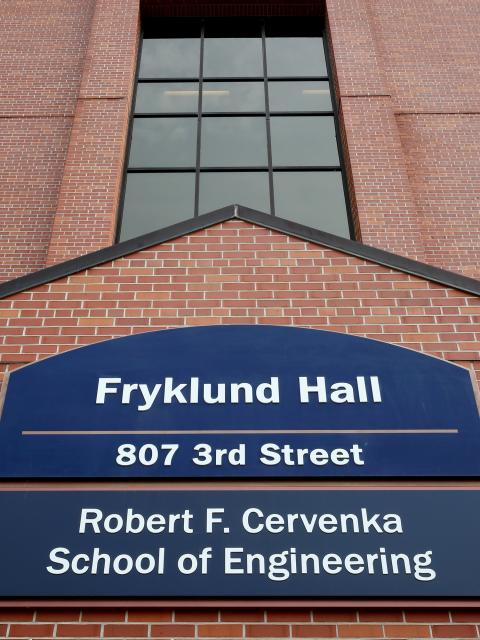 Fryklund Hall
807 3rd Street
Robert F. Cervenka
School of Engineering